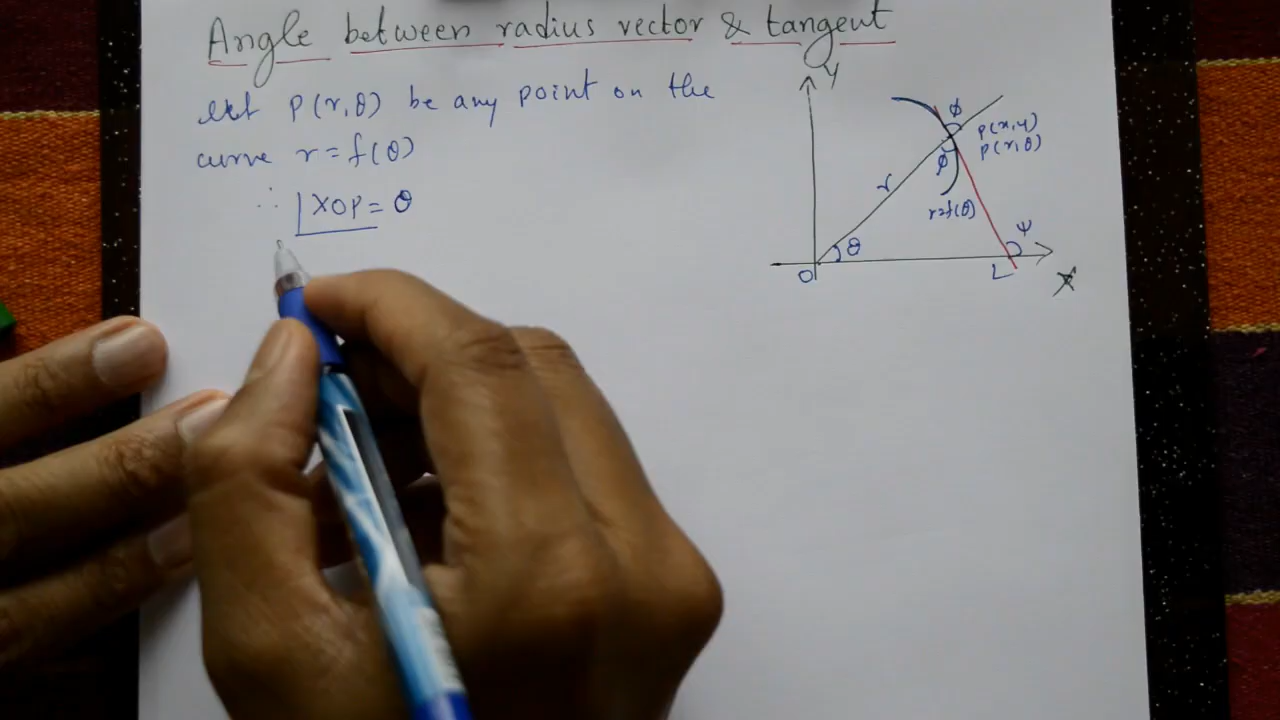 Angle between radius vector & tangent
let P(r,θ) be any point on the
curve r=f(θ)
∴ |XOP = θ
Y
φ
P(x,y)
P(r,θ)
φ
r
r=f(θ)
θ
ψ
O
L
X